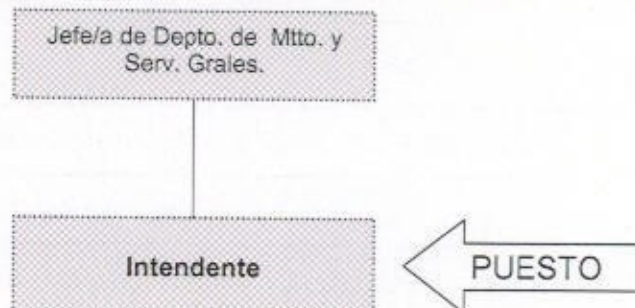 Jefe/a de Depto. de Mtto. y
Serv. Grales.
Intendente
PUESTO